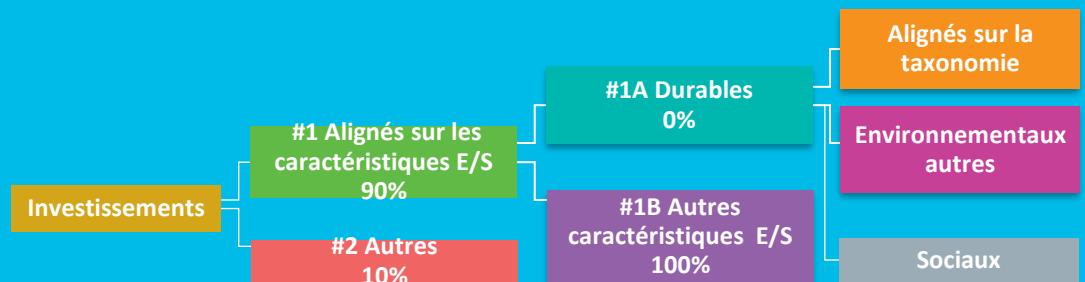 Investissements
#1 Alignés sur les
caractéristiques E/S
90%
#2 Autres
10%
#1A Durables
0%
#1B Autres
caractéristiques E/S
100%
Alignés sur la
taxonomie
Environnementaux
autres
Sociaux